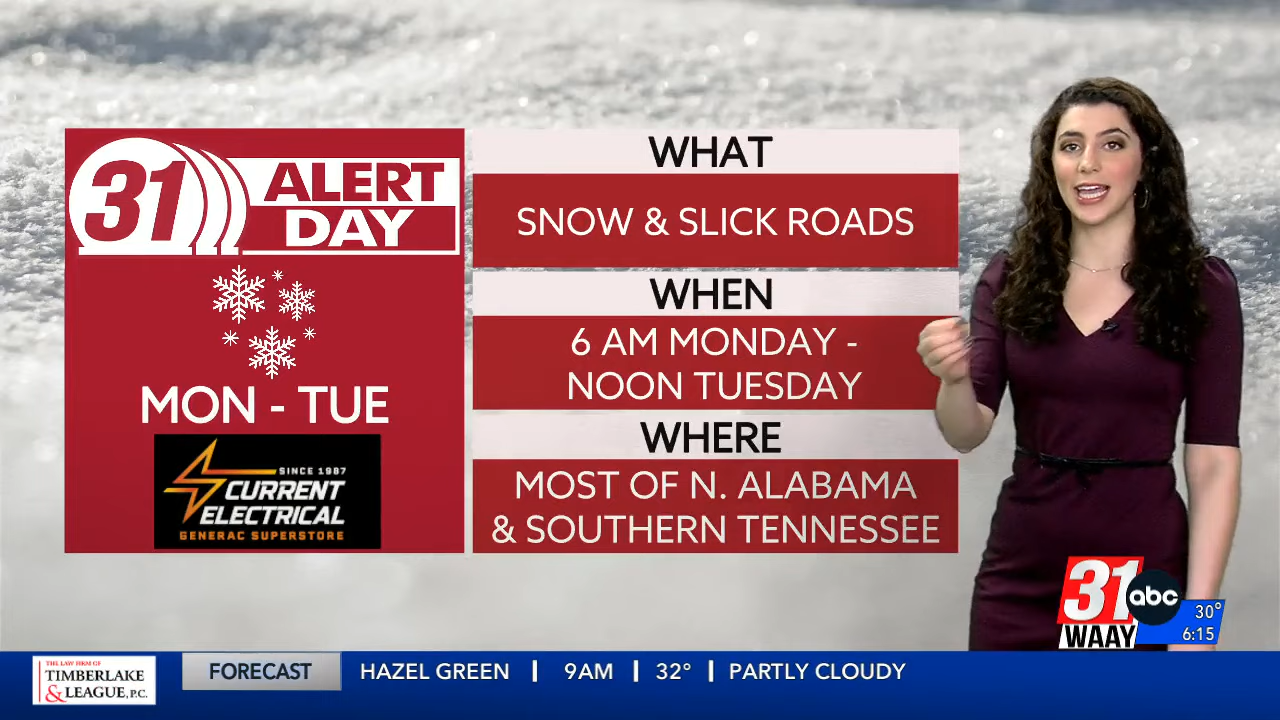 31 ALERT
DAY
MON - TUE
SINCE 1987
CURRENT
ELECTRICAL
GENERAC SUPERSTORE
WHAT
SNOW & SLICK ROADS
WHEN
6 AM MONDAY -
NOON TUESDAY
WHERE
MOST OF N. ALABAMA
& SOUTHERN TENNESSEE
31 abc
WAAY
30°
6:15
THE LAW FIRM OF
TIMBERLAKE
& LEAGUE, P.C.
FORECAST
HAZEL GREEN | 9AM | 32° | PARTLY CLOUDY